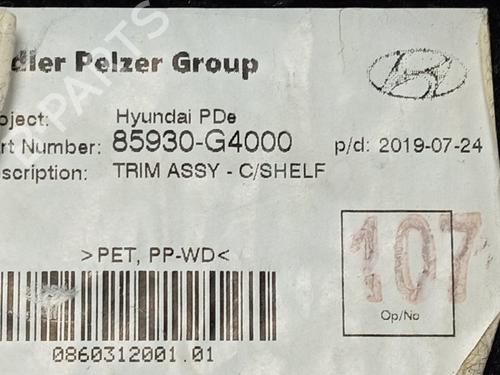 dler Pelzer Group
oject: Hyundai PDe
rt Number: 85930-G4000 p/d: 2019-07-24
escription: TRIM ASSY - C/SHELF
>PET, PP-WD<
107
Op/No
0860312001.01